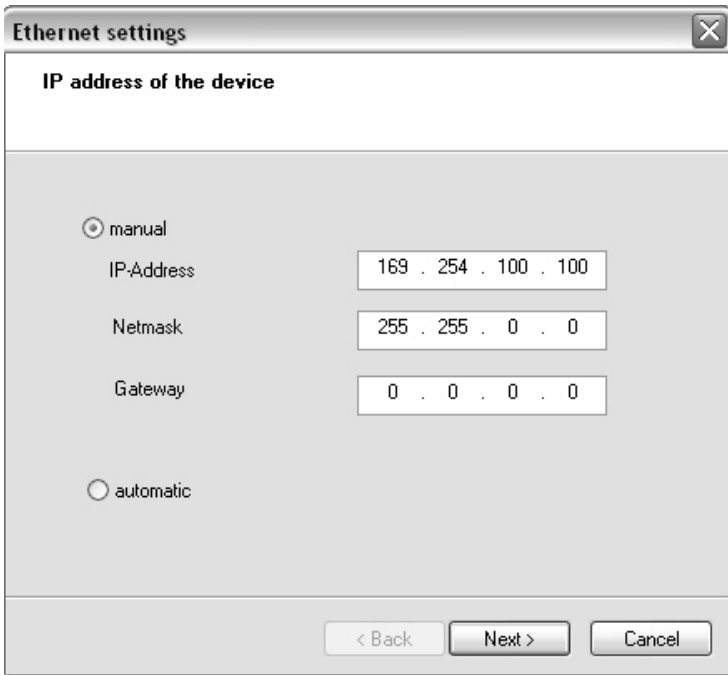 Ethernet settings
IP address of the device
manual
IP-Address 169 . 254 . 100 . 100
Netmask 255 . 255 . 0 . 0
Gateway 0 . 0 . 0 . 0
automatic
< Back Next > Cancel